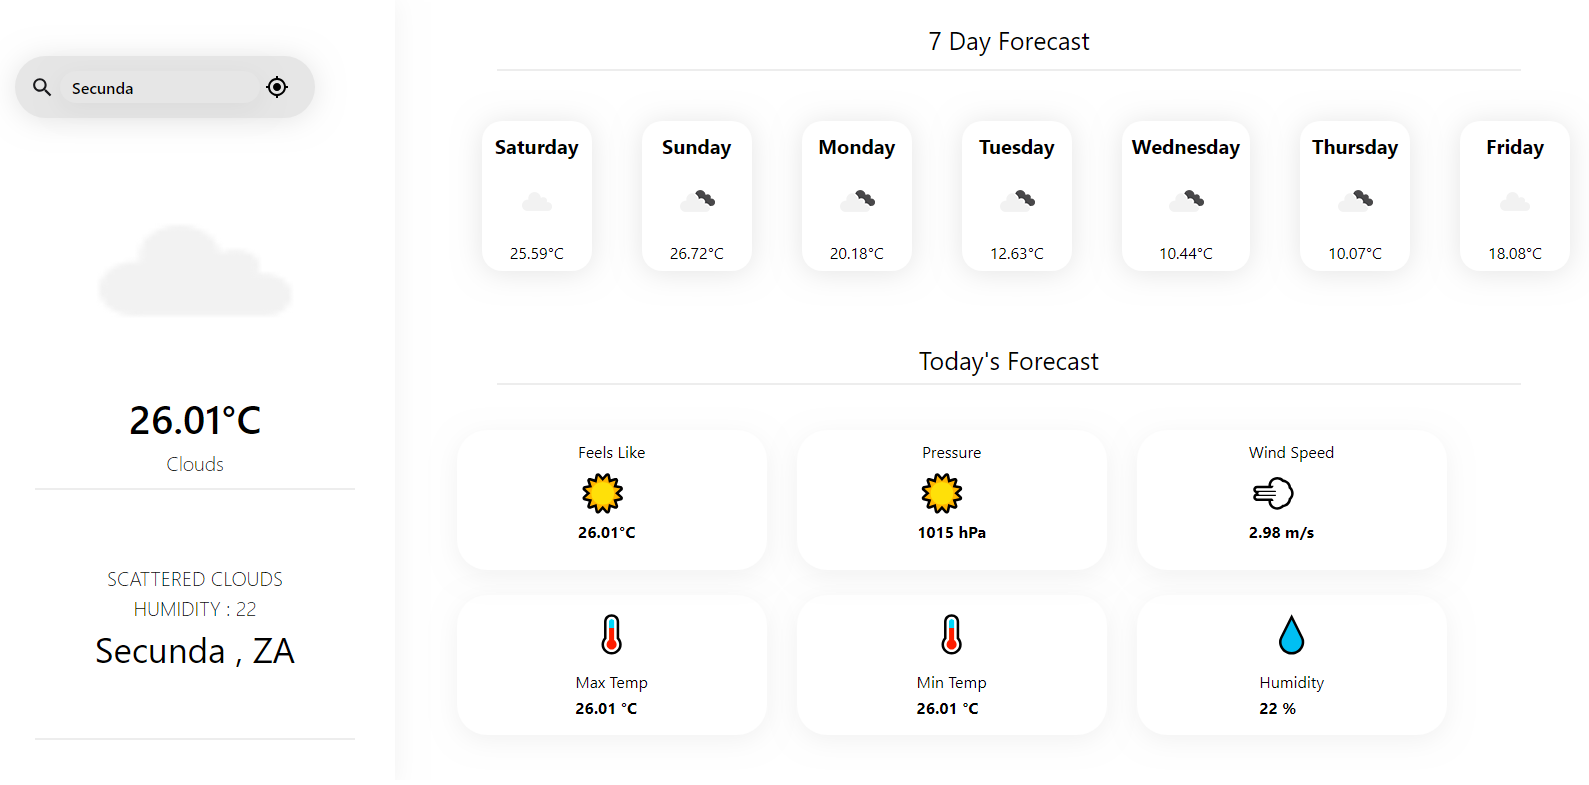 Secunda
26.01°C
Clouds
SCATTERED CLOUDS
HUMIDITY : 22
Secunda , ZA
7 Day Forecast
Saturday
25.59°C
Sunday
26.72°C
Monday
20.18°C
Tuesday
12.63°C
Wednesday
10.44°C
Thursday
10.07°C
Friday
18.08°C
Today's Forecast
Feels Like
26.01°C
Pressure
1015 hPa
Wind Speed
2.98 m/s
Max Temp
26.01 °C
Min Temp
26.01 °C
Humidity
22 %